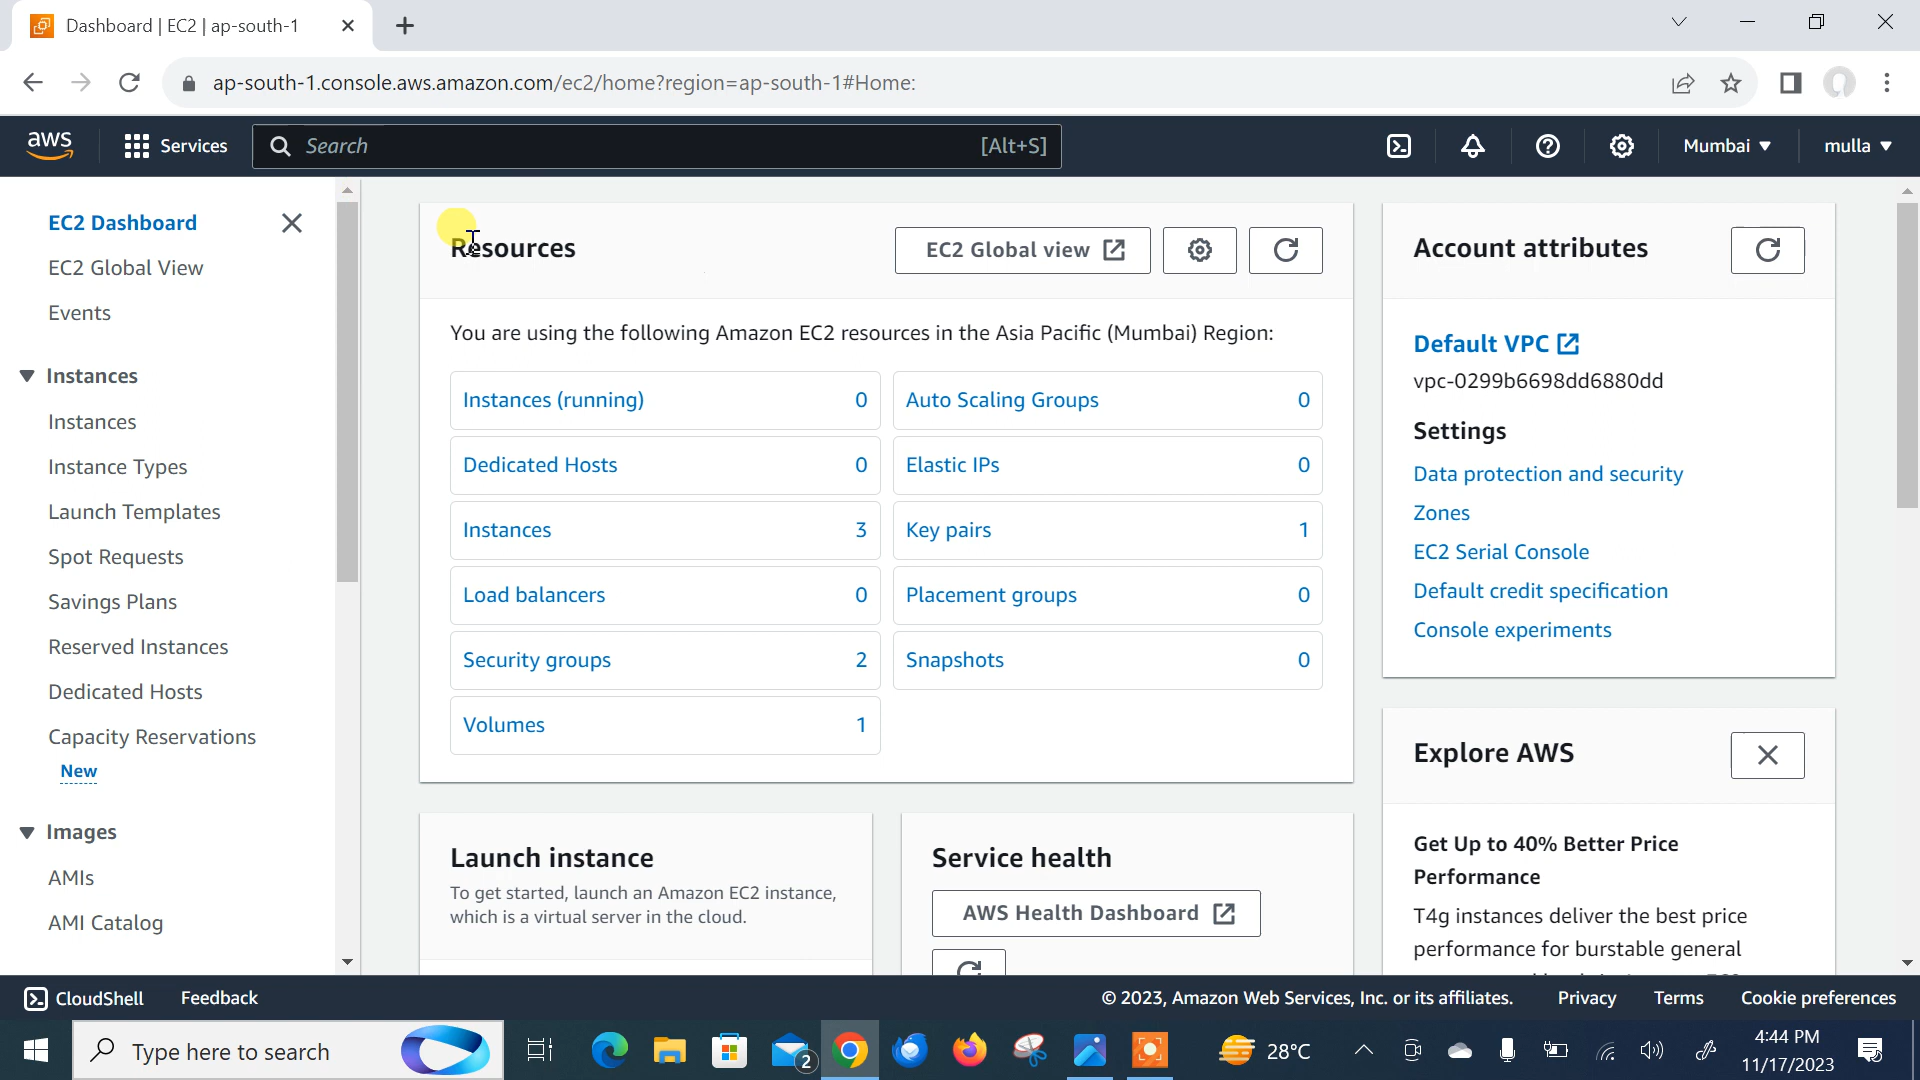 Dashboard | EC2 | ap-south-1
ap-south-1.console.aws.amazon.com/ec2/home?region=ap-south-1#Home:
aws
Services
Search
[Alt+S]
Mumbai
mulla
EC2 Dashboard
EC2 Global View
Events
Instances
Instances
Instance Types
Launch Templates
Spot Requests
Savings Plans
Reserved Instances
Dedicated Hosts
Capacity Reservations
New
Images
AMIs
AMI Catalog
Resources
EC2 Global view
You are using the following Amazon EC2 resources in the Asia Pacific (Mumbai) Region:
Instances (running) 0
Auto Scaling Groups 0
Dedicated Hosts 0
Elastic IPs 0
Instances 3
Key pairs 1
Load balancers 0
Placement groups 0
Security groups 2
Snapshots 0
Volumes 1
Launch instance
To get started, launch an Amazon EC2 instance,
which is a virtual server in the cloud.
Service health
AWS Health Dashboard
Account attributes
Default VPC
vpc-0299b6698dd6880dd
Settings
Data protection and security
Zones
EC2 Serial Console
Default credit specification
Console experiments
Explore AWS
Get Up to 40% Better Price
Performance
T4g instances deliver the best price
performance for burstable general
CloudShell
Feedback
© 2023, Amazon Web Services, Inc. or its affiliates.
Privacy
Terms
Cookie preferences
Type here to search
2
28°C
4:44 PM
11/17/2023